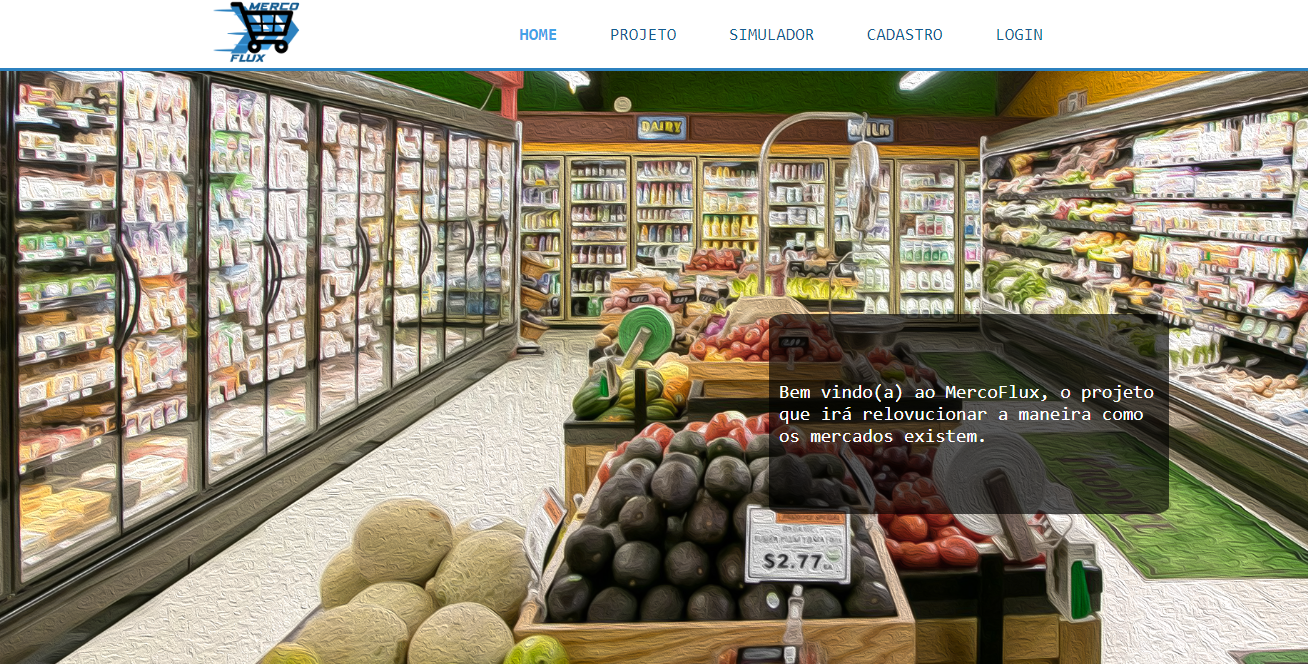 MERCO
FLUX
HOME PROJETO SIMULADOR CADASTRO LOGIN
DAIRY
MILK
Bem vindo(a) ao MercoFlux, o projeto
que irá relovucionar a maneira como
os mercados existem.
ORGANIC
$2.77